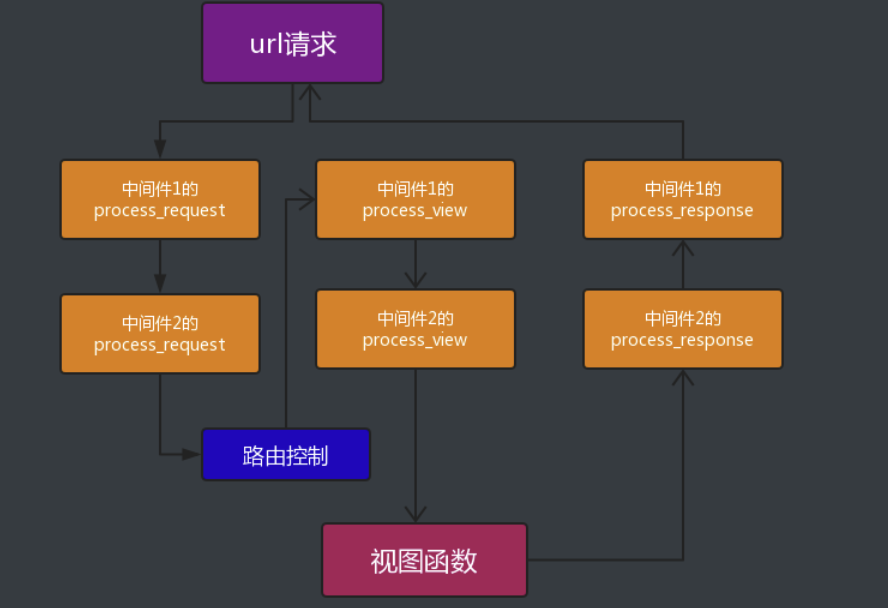 url请求
中间件1的
process_request
中间件1的
process_view
中间件1的
process_response
中间件2的
process_request
中间件2的
process_view
中间件2的
process_response
路由控制
视图函数